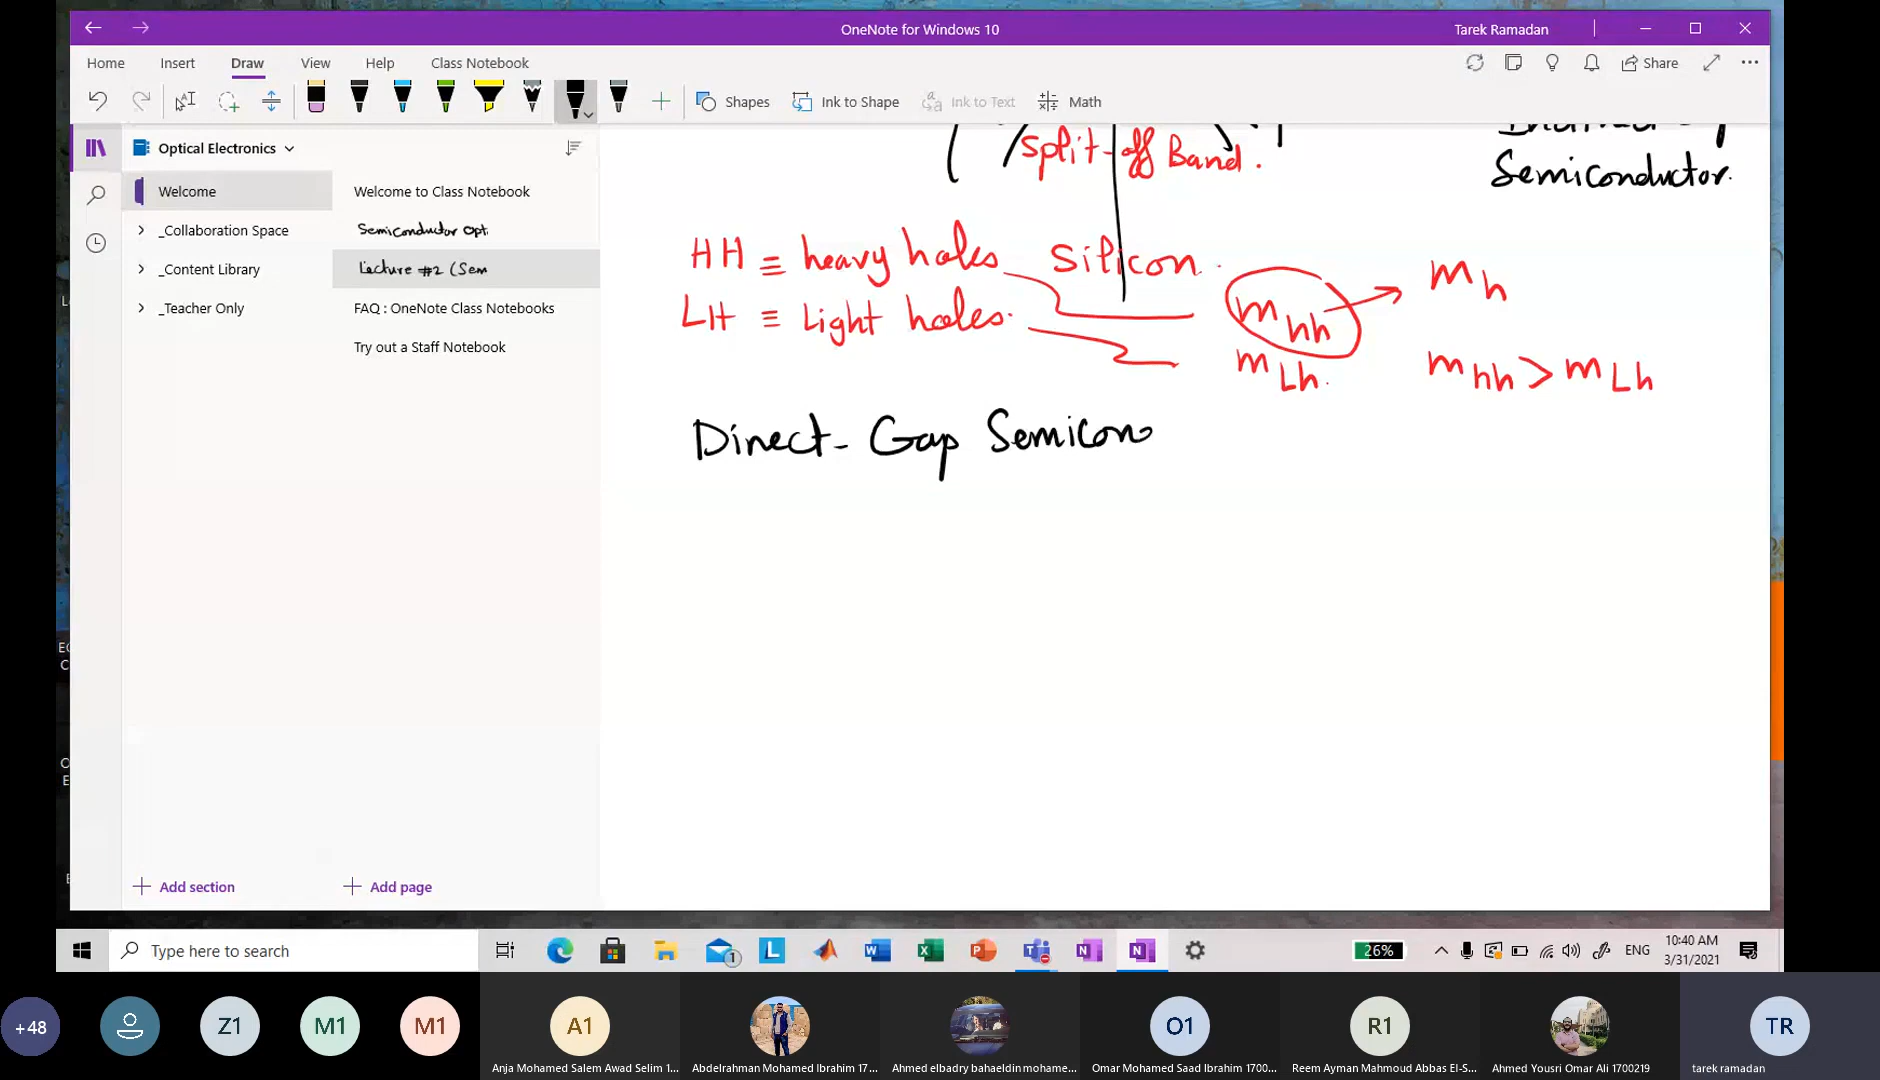 OneNote for Windows 10
Tarek Ramadan
Home Insert Draw View Help Class Notebook
Share
Shapes Ink to Shape Ink to Text Math
Optical Electronics
Welcome
_Collaboration Space
_Content Library
_Teacher Only
Welcome to Class Notebook
Semiconductor Opt
Lecture #2 (Sem
FAQ : OneNote Class Notebooks
Try out a Staff Notebook
Add section
Add page
Split-off Band.
Semiconductor.
HH ≡ heavy holes Silicon.
LH ≡ Light holes.
m hh → m h
m Lh.
m hh > m Lh
Direct- Gap Semicon
Type here to search
1
26%
ENG
10:40 AM
3/31/2021
+48
Z1
M1
M1
A1
Anja Mohamed Salem Awad Selim 1...
Abdelrahman Mohamed Ibrahim 17...
Ahmed elbadry bahaeldin mohame...
O1
Omar Mohamed Saad Ibrahim 1700...
R1
Reem Ayman Mahmoud Abbas El-S...
Ahmed Yousri Omar Ali 1700219
TR
tarek ramadan